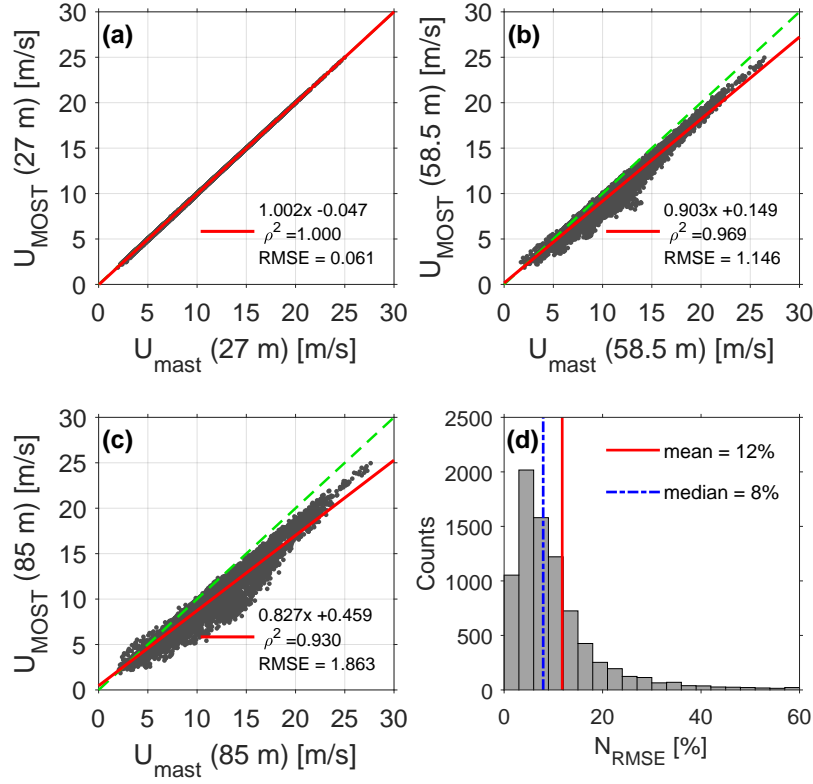 (a)
30
25
20
15
10
5
0
0 5 10 15 20 25 30
U_MOST (27 m) [m/s]
U_mast (27 m) [m/s]
1.002x -0.047
ρ² =1.000
RMSE = 0.061
(b)
30
25
20
15
10
5
0
0 5 10 15 20 25 30
U_MOST (58.5 m) [m/s]
U_mast (58.5 m) [m/s]
0.903x +0.149
ρ² =0.969
RMSE = 1.146
(c)
30
25
20
15
10
5
0
0 5 10 15 20 25 30
U_MOST (85 m) [m/s]
U_mast (85 m) [m/s]
0.827x +0.459
ρ² =0.930
RMSE = 1.863
(d)
2500
2000
1500
1000
500
0
0 20 40 60
Counts
N_RMSE [%]
mean = 12%
median = 8%